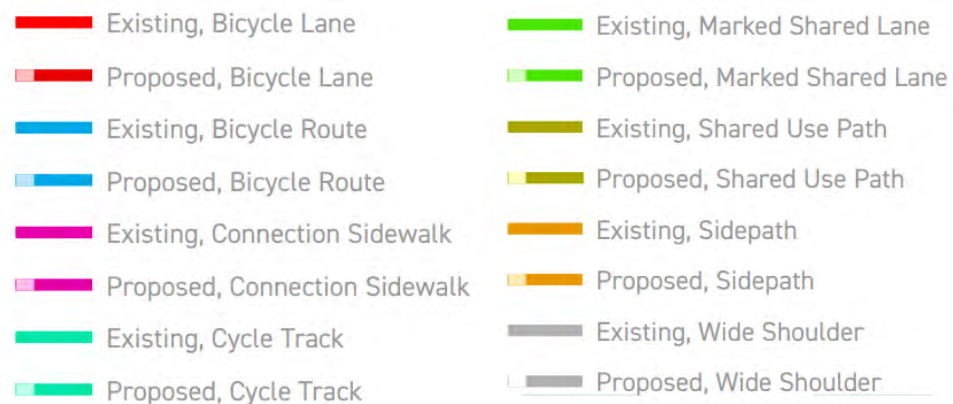 Existing, Bicycle Lane
Proposed, Bicycle Lane
Existing, Bicycle Route
Proposed, Bicycle Route
Existing, Connection Sidewalk
Proposed, Connection Sidewalk
Existing, Cycle Track
Proposed, Cycle Track
Existing, Marked Shared Lane
Proposed, Marked Shared Lane
Existing, Shared Use Path
Proposed, Shared Use Path
Existing, Sidepath
Proposed, Sidepath
Existing, Wide Shoulder
Proposed, Wide Shoulder